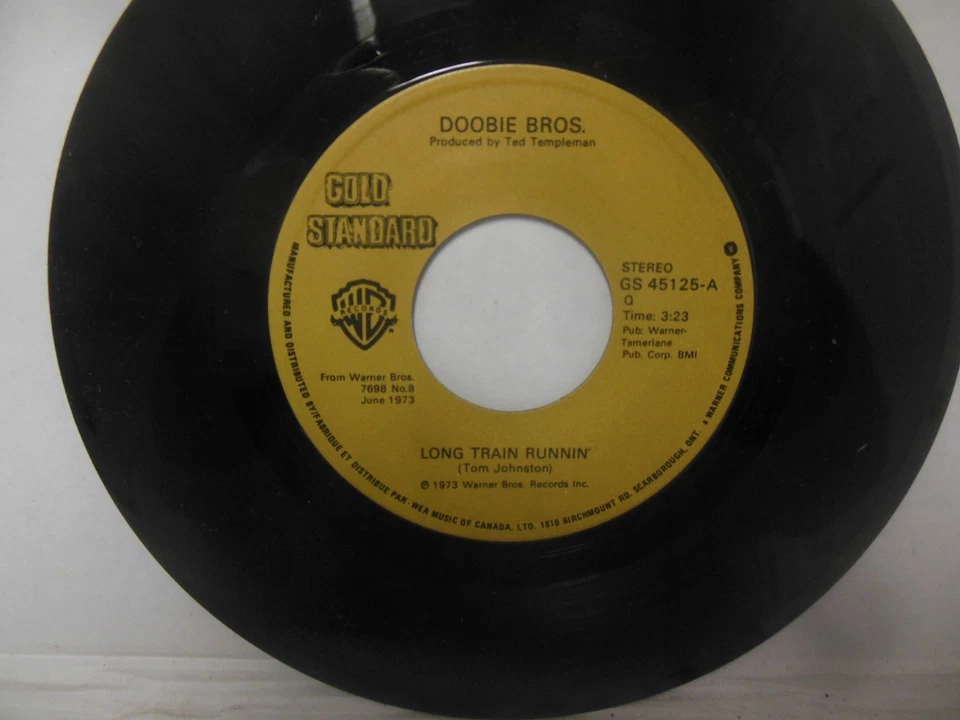 DOOBIE BROS.
Produced by Ted Templeman
GOLD
STANDARD
WB
RECORDS
STEREO
GS 45125-A
Q
Time: 3:23
Pub: Warner-
Tamerlane
Pub. Corp. BMI
From Warner Bros.
7698 No.8
June 1973
LONG TRAIN RUNNIN'
(Tom Johnston)
℗ 1973 Warner Bros. Records Inc.
MANUFACTURED AND DISTRIBUTED BY/FABRIQUE ET DISTRIBUE PAR · WEA MUSIC OF CANADA, LTD. 1810 BIRCHMOUNT RD. SCARBOROUGH, ONT. A WARNER COMMUNICATIONS COMPANY